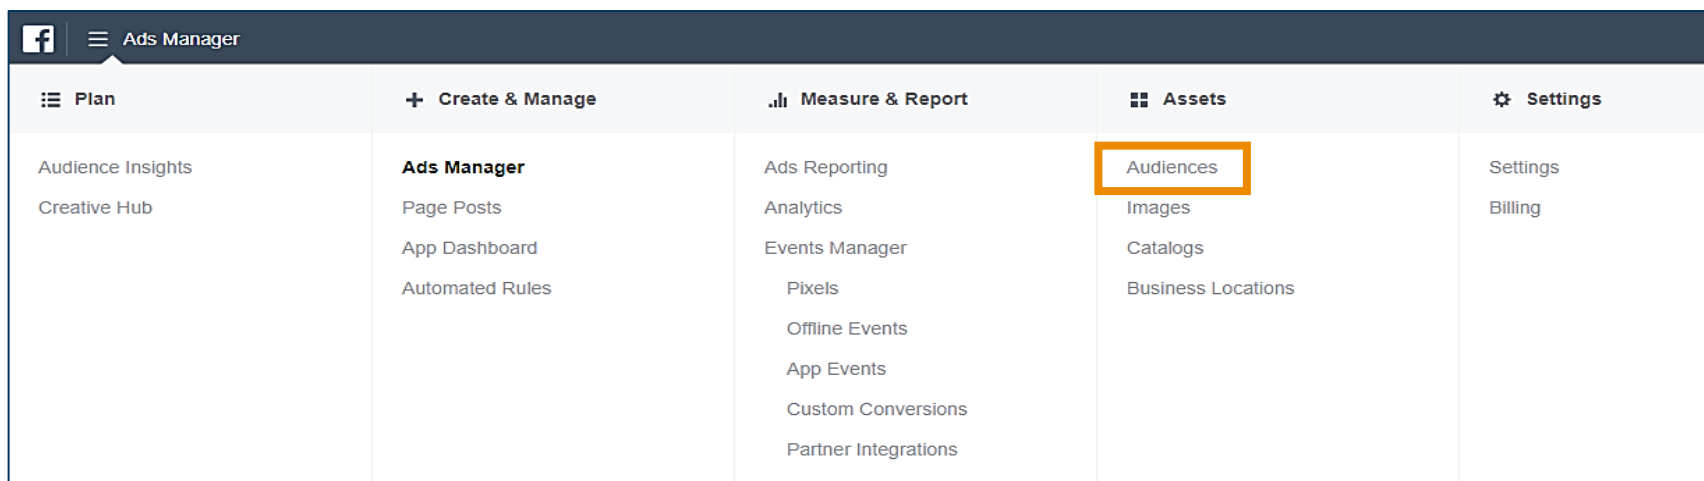 Ads Manager
Plan
Audience Insights
Creative Hub
Create & Manage
Ads Manager
Page Posts
App Dashboard
Automated Rules
Measure & Report
Ads Reporting
Analytics
Events Manager
Pixels
Offline Events
App Events
Custom Conversions
Partner Integrations
Assets
Audiences
Images
Catalogs
Business Locations
Settings
Settings
Billing